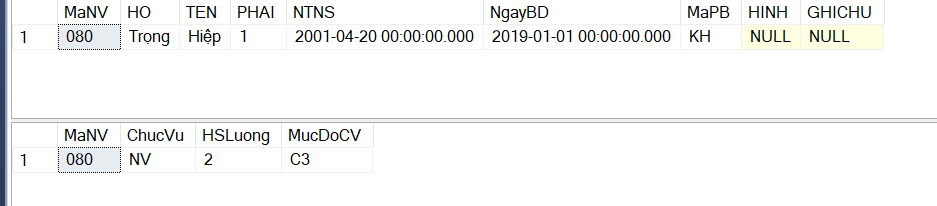 MaNV HO TEN PHAI NTNS NgayBD MaPB HINH GHICHU
1 080 Trọng Hiệp 1 2001-04-20 00:00:00.000 2019-01-01 00:00:00.000 KH NULL NULL
MaNV ChucVu HSLuong MucDoCV
1 080 NV 2 C3